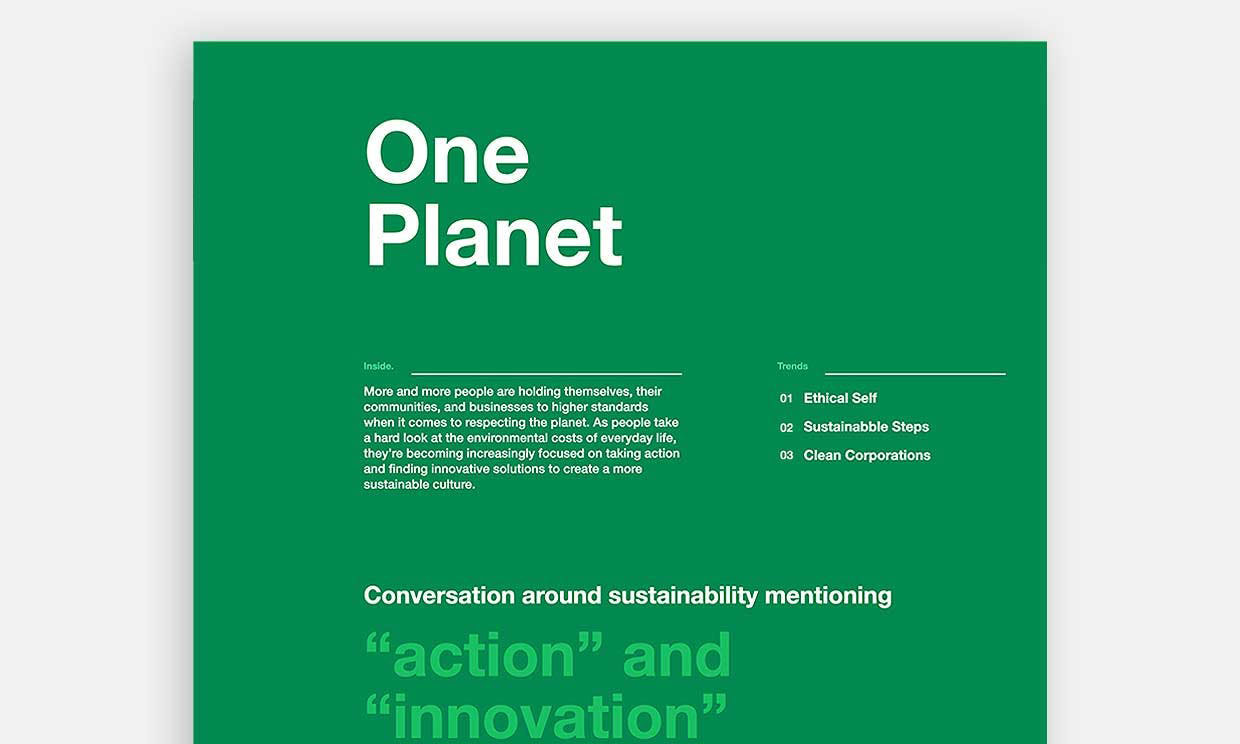 One
Planet
Inside.
More and more people are holding themselves, their
communities, and businesses to higher standards
when it comes to respecting the planet. As people take
a hard look at the environmental costs of everyday life,
they're becoming increasingly focused on taking action
and finding innovative solutions to create a more
sustainable culture.
Trends
01 Ethical Self
02 Sustainabble Steps
03 Clean Corporations
Conversation around sustainability mentioning
“action” and
“innovation”